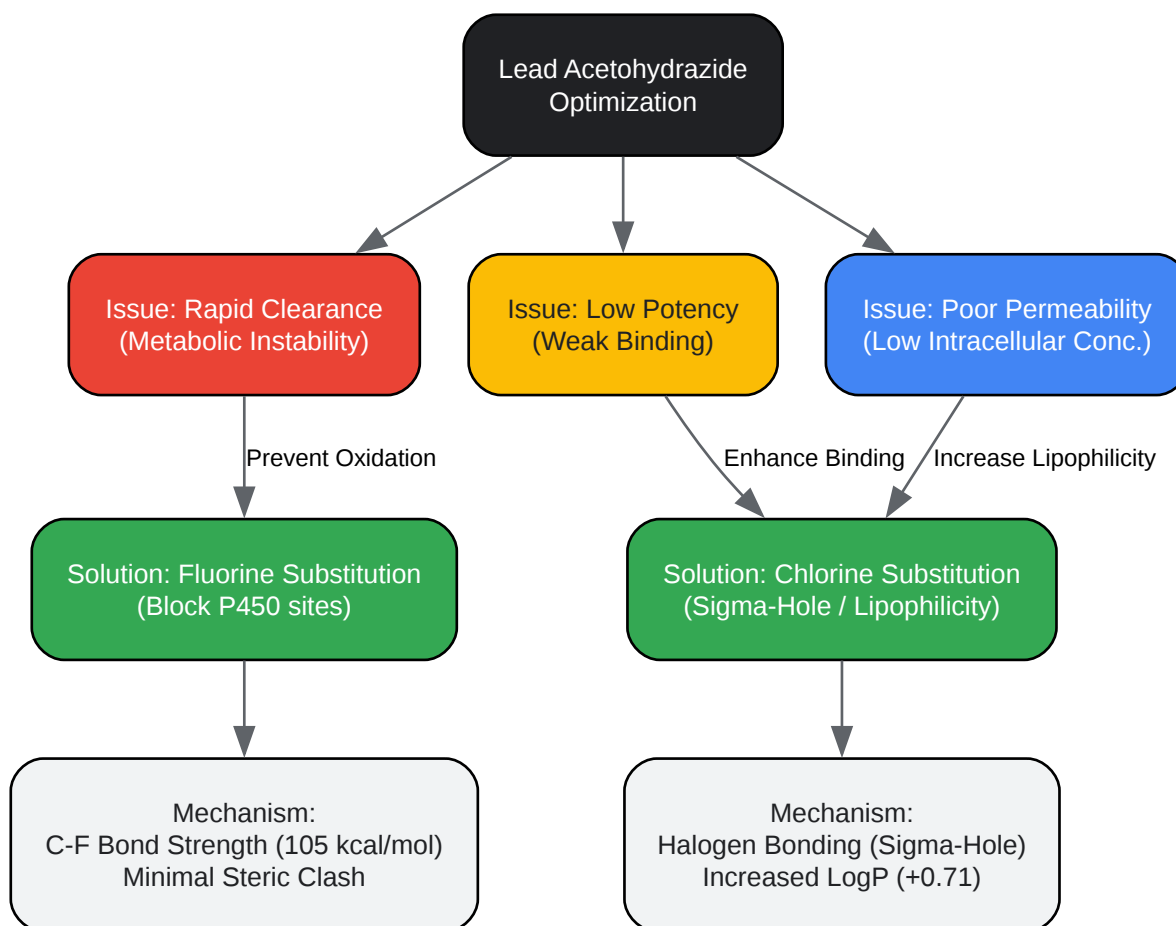 Lead Acetohydrazide
Optimization
Issue: Rapid Clearance
(Metabolic Instability)
Issue: Low Potency
(Weak Binding)
Issue: Poor Permeability
(Low Intracellular Conc.)
Prevent Oxidation
Enhance Binding
Increase Lipophilicity
Solution: Fluorine Substitution
(Block P450 sites)
Solution: Chlorine Substitution
(Sigma-Hole / Lipophilicity)
Mechanism:
C-F Bond Strength (105 kcal/mol)
Minimal Steric Clash
Mechanism:
Halogen Bonding (Sigma-Hole)
Increased LogP (+0.71)